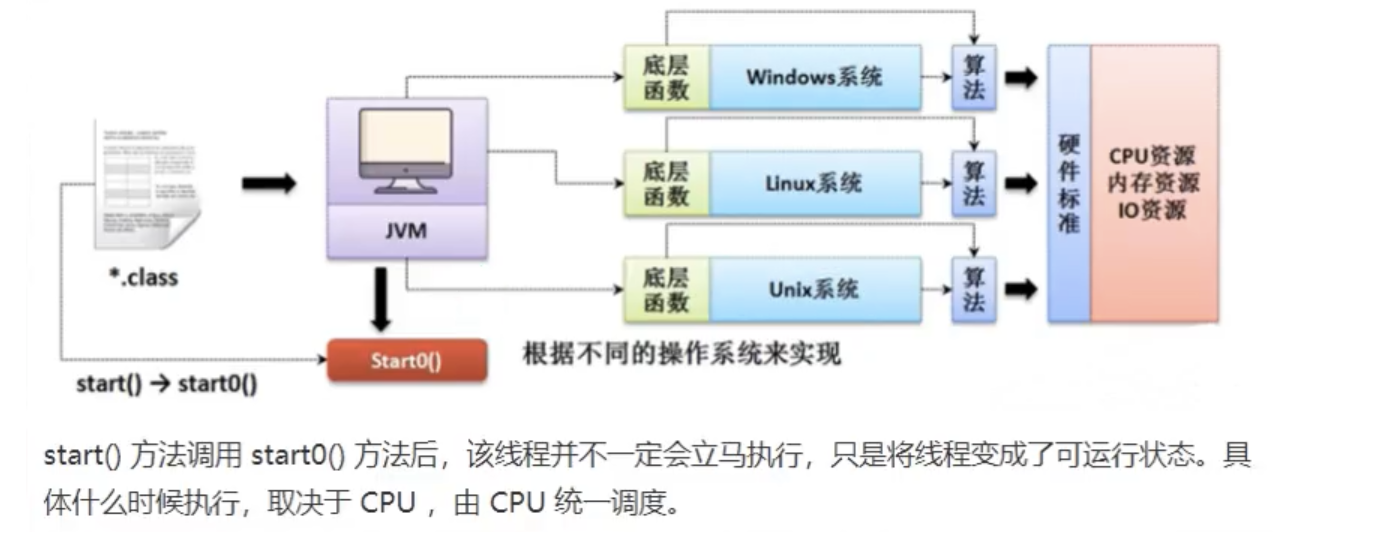 底层
函数
Windows系统
算
法
底层
函数
Linux系统
算
法
底层
函数
Unix系统
算
法
硬
件
标
准
CPU资源
内存资源
IO资源
JVM
*.class
Start0()
start() → start0()
根据不同的操作系统来实现
start() 方法调用 start0() 方法后，该线程并不一定会立马执行，只是将线程变成了可运行状态。具
体什么时候执行，取决于 CPU ，由 CPU 统一调度。